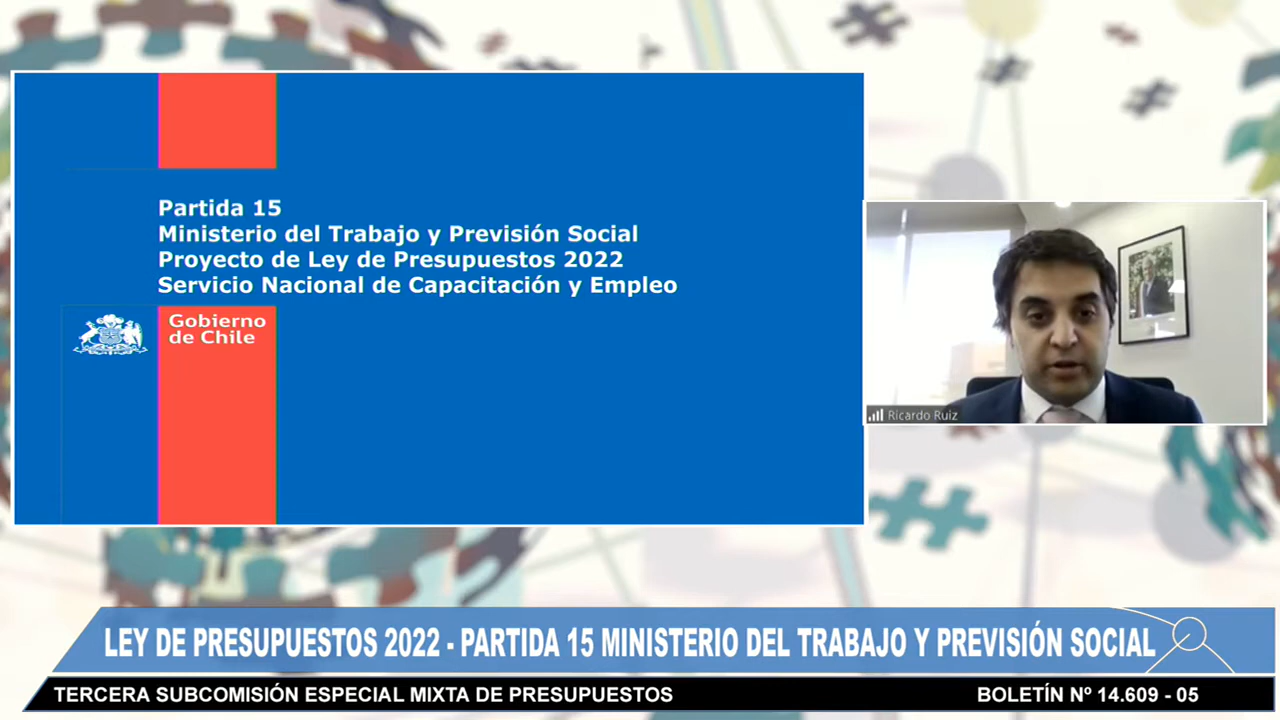 Partida 15
Ministerio del Trabajo y Previsión Social
Proyecto de Ley de Presupuestos 2022
Servicio Nacional de Capacitación y Empleo
Gobierno
de Chile
Ricardo Ruiz
LEY DE PRESUPUESTOS 2022 - PARTIDA 15 MINISTERIO DEL TRABAJO Y PREVISIÓN SOCIAL
TERCERA SUBCOMISIÓN ESPECIAL MIXTA DE PRESUPUESTOS
BOLETÍN Nº 14.609 - 05